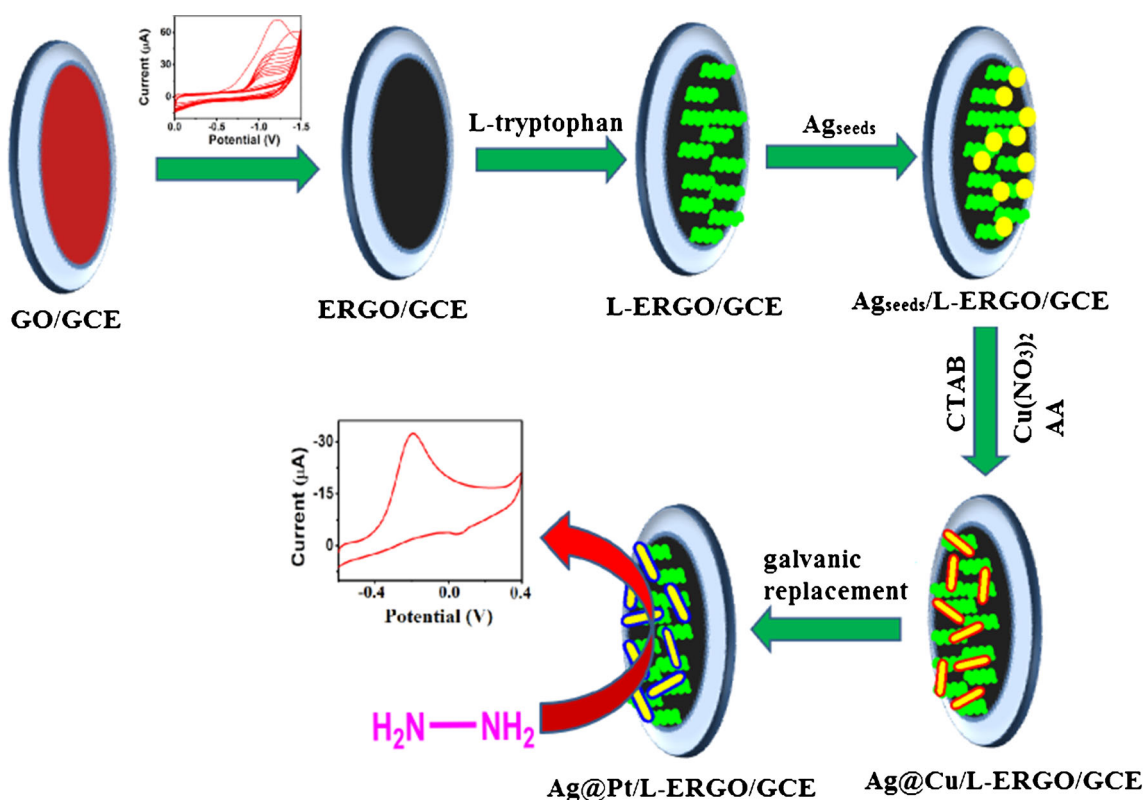 Current (µA)
60
30
0
0.0 -0.5 -1.0 -1.5
Potential (V)
L-tryptophan
Agseeds
GO/GCE
ERGO/GCE
L-ERGO/GCE
Agseeds/L-ERGO/GCE
CTAB
Cu(NO3)2
AA
Current (µA)
-30
-15
0
-0.4 0.0 0.4
Potential (V)
galvanic
replacement
H2N—NH2
Ag@Pt/L-ERGO/GCE
Ag@Cu/L-ERGO/GCE